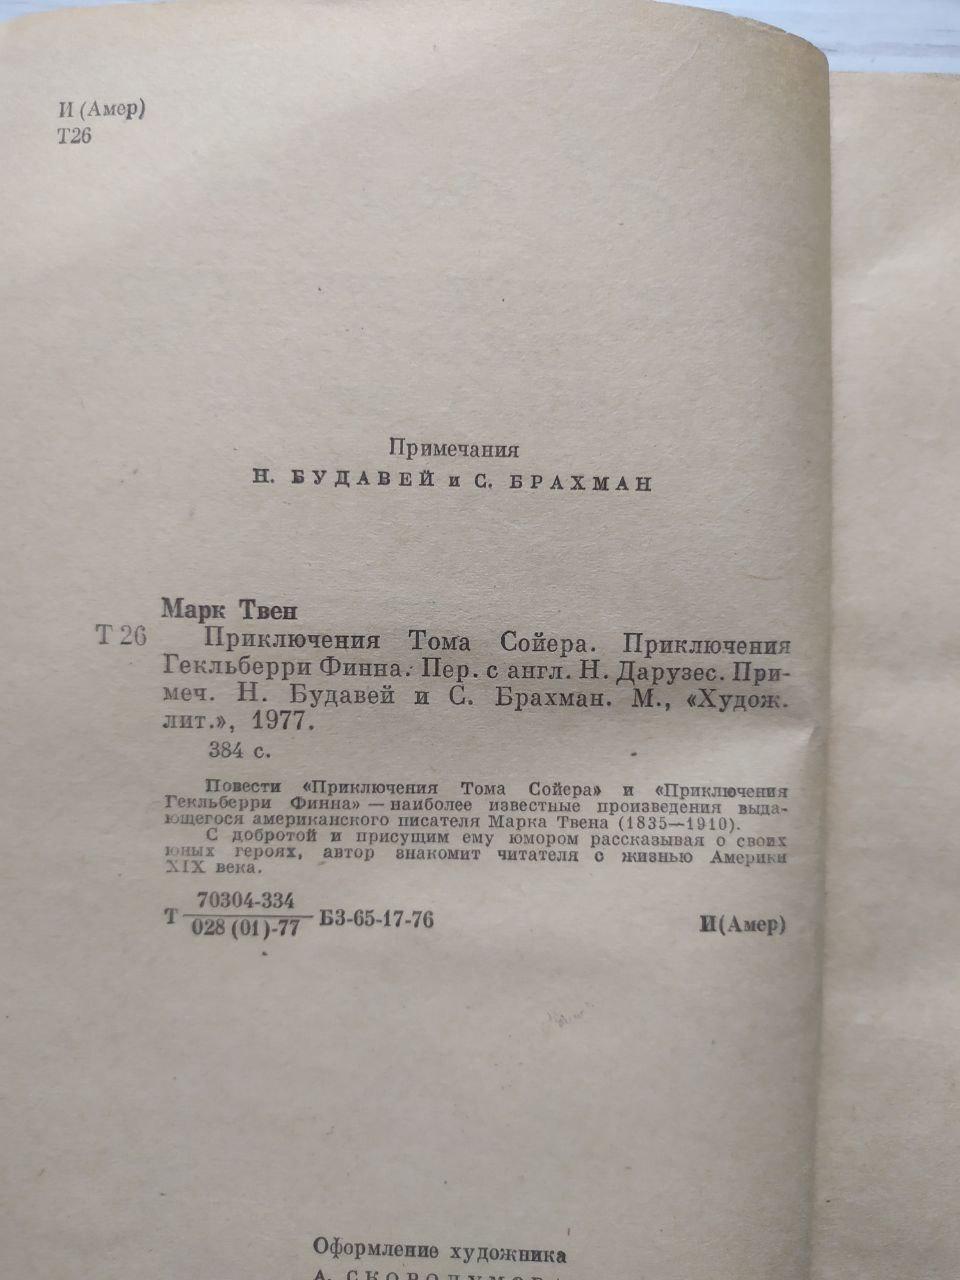 И (Амер)
Т26
Примечания
Н. БУДАВЕЙ и С. БРАХМАН
Марк Твен
Т 26 Приключения Тома Сойера. Приключения
Гекльберри Финна. Пер. с англ. Н. Дарузес. При-
меч. Н. Будавей и С. Брахман. М., «Худож.
лит.», 1977.
384 с.
Повести «Приключения Тома Сойера» и «Приключения
Гекльберри Финна» — наиболее известные произведения выда-
ющегося американского писателя Марка Твена (1835—1910).
С добротой и присущим ему юмором рассказывая о своих
юных героях, автор знакомит читателя с жизнью Америки
XIX века.
70304-334
Т БЗ-65-17-76 И(Амер)
028 (01)-77
Оформление художника